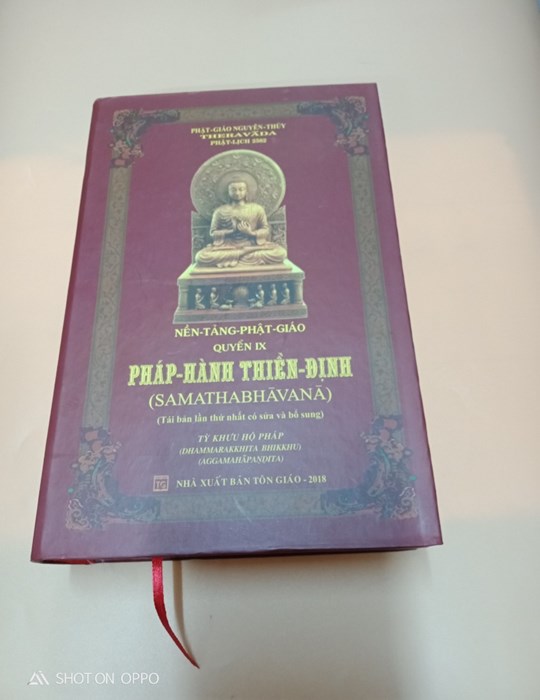 PHẬT-GIÁO NGUYÊN-THỦY
THERAVĀDA
PHẬT-LỊCH 2562
NỀN-TẢNG-PHẬT-GIÁO
QUYỂN IX
PHÁP-HÀNH THIỀN-ĐỊNH
(SAMATHABHĀVANĀ)
(Tái bản lần thứ nhất có sửa và bổ sung)
TỲ KHƯU HỘ PHÁP
(DHAMMARAKKHITA BHIKKHU)
(AGGAMAHĀPAṆḌITA)
NHÀ XUẤT BẢN TÔN GIÁO - 2018
SHOT ON OPPO